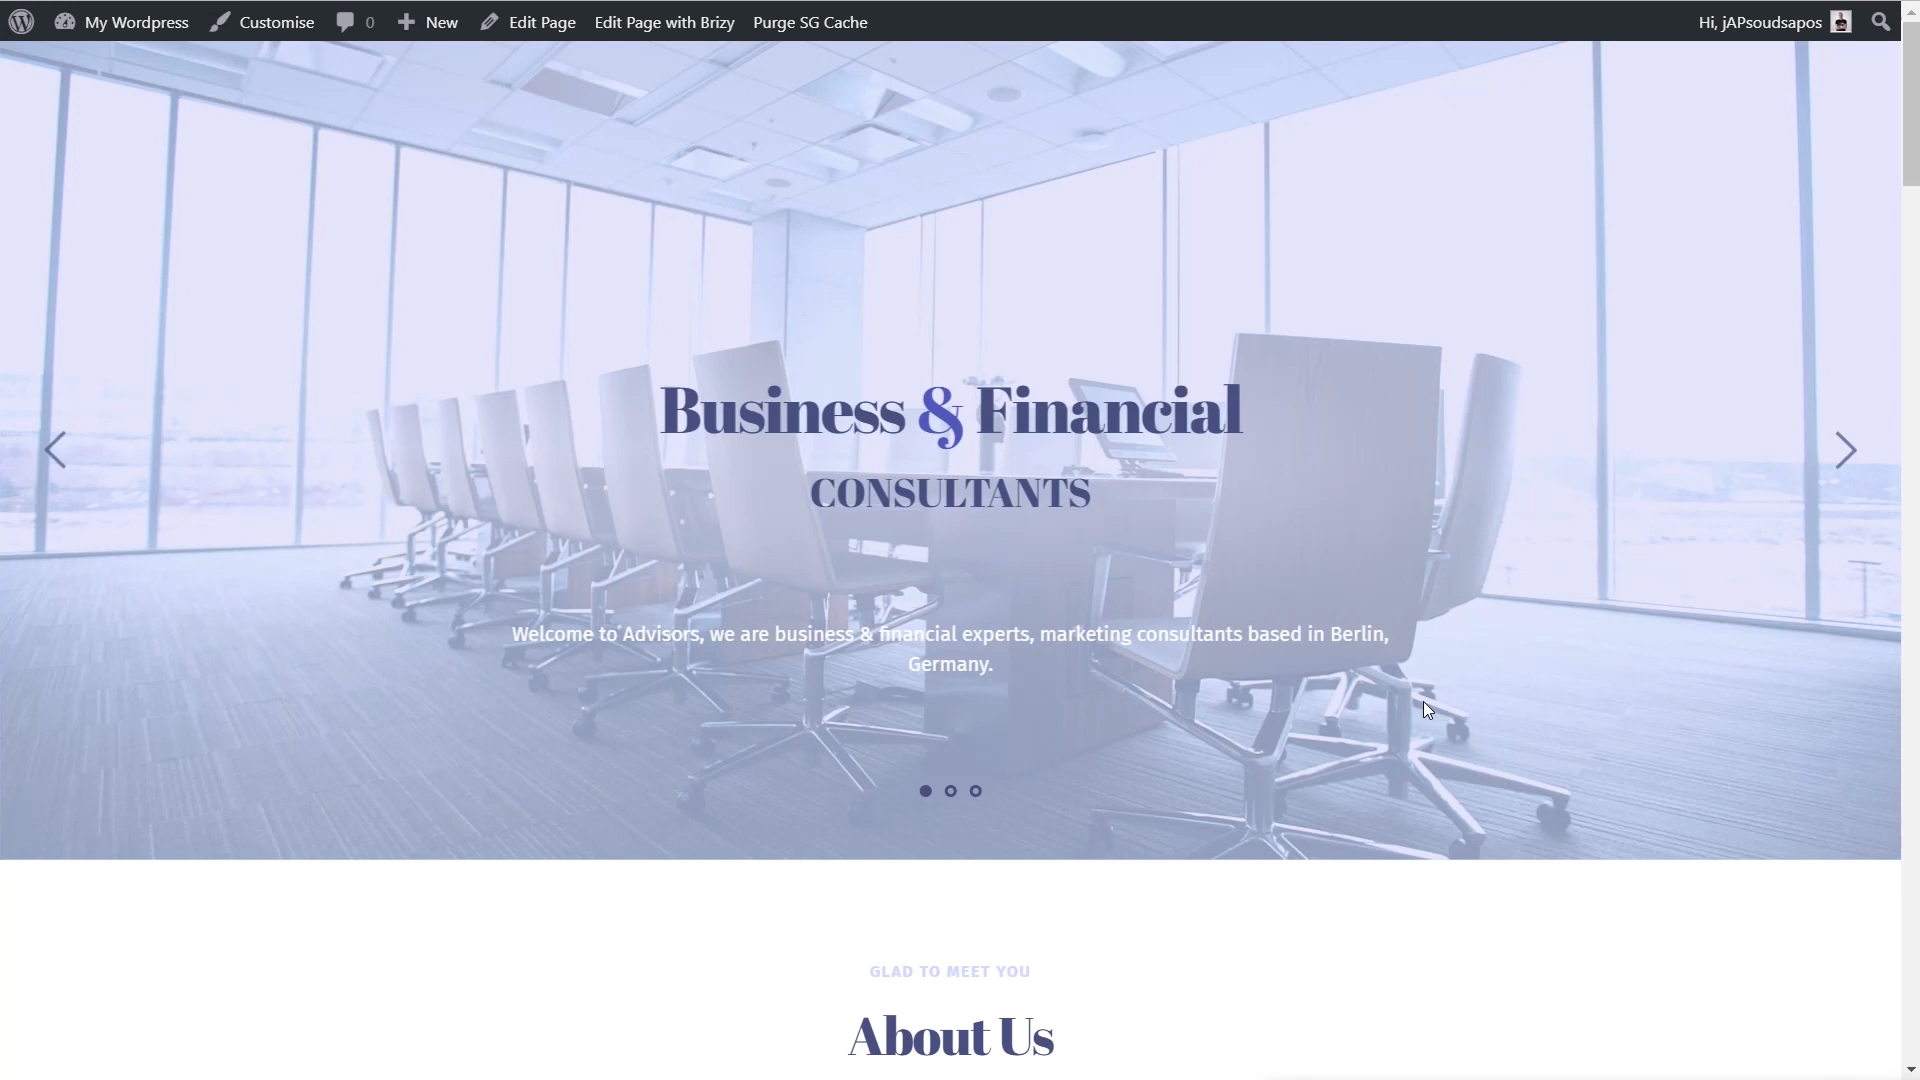 My Wordpress Customise 0 New Edit Page Edit Page with Brizy Purge SG Cache Hi, jAPsoudsapos
Business & Financial
CONSULTANTS
Welcome to Advisors, we are business & financial experts, marketing consultants based in Berlin,
Germany.
GLAD TO MEET YOU
About Us